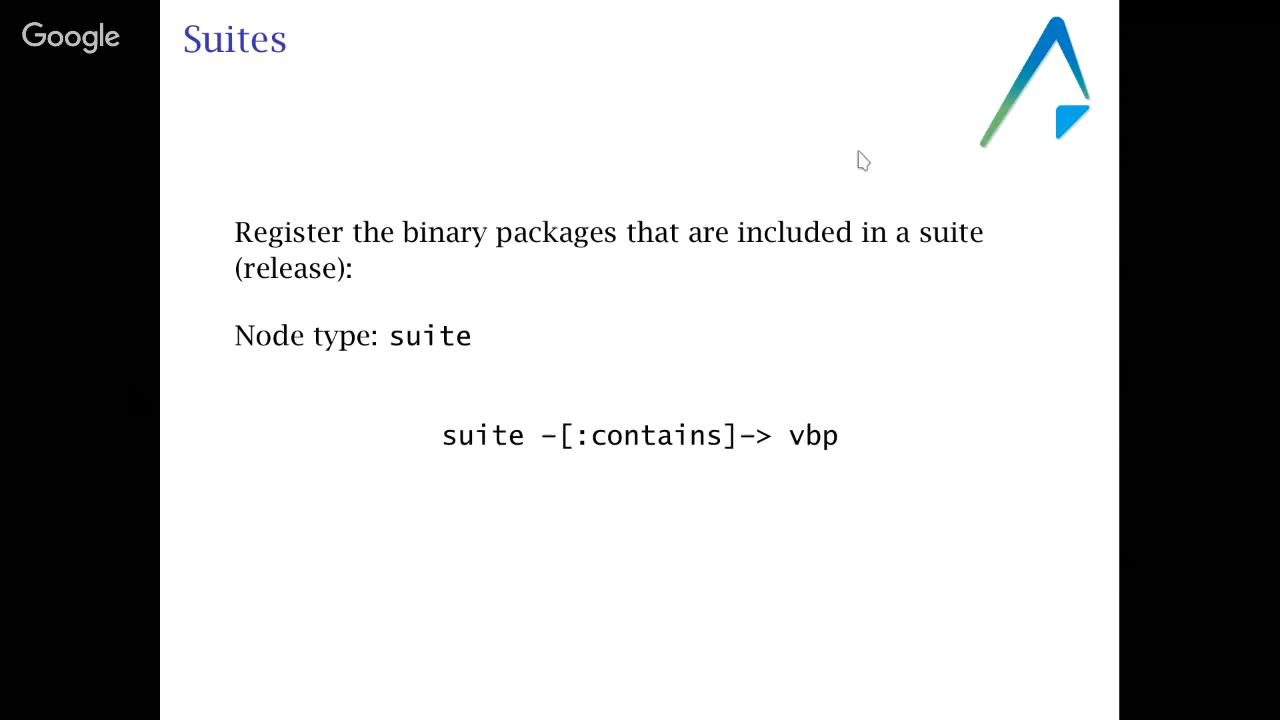 Google
Suites
Register the binary packages that are included in a suite
(release):
Node type: suite
suite -[:contains]-> vbp